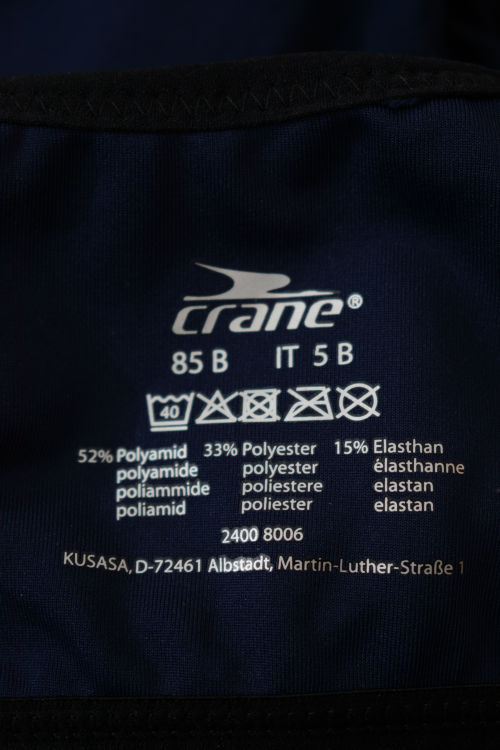 crane®
85 B IT 5 B
40
52% Polyamid 33% Polyester 15% Elasthan
polyamide polyester élasthanne
poliammide poliestere elastan
poliamid poliester elastan
2400 8006
KUSASA, D-72461 Albstadt, Martin-Luther-Straße 1